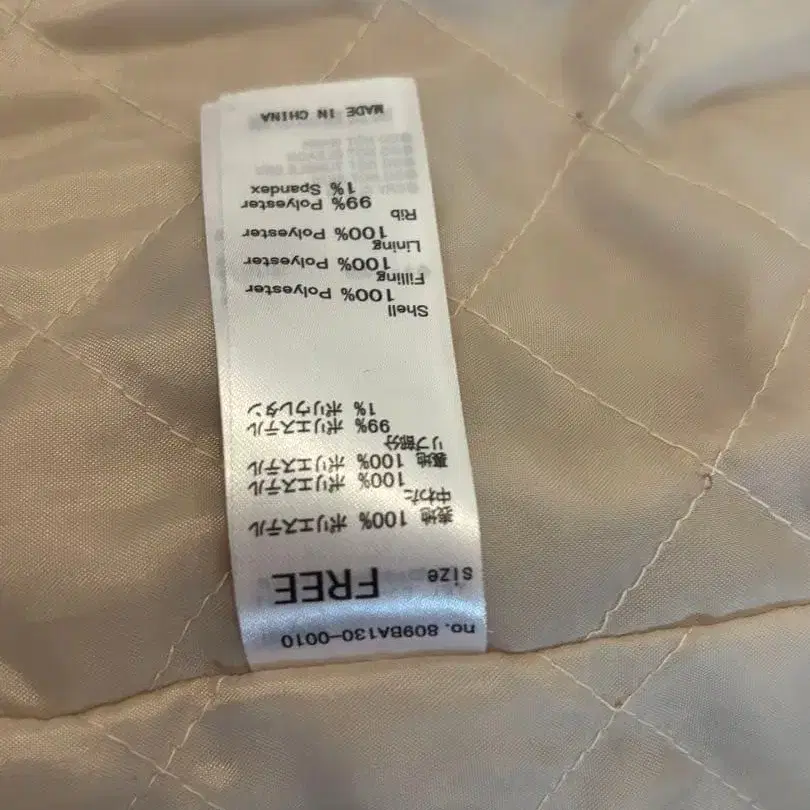 no. 809BA130-0010
size FREE
表地 100% ポリエステル
中わた
100% ポリエステル
裏地 100% ポリエステル
リブ部分
99% ポリエステル
1% ポリウレタン
Shell
100% Polyester
Filling
100% Polyester
Lining
100% Polyester
Rib
99% Polyester
1% Spandex
MADE IN CHINA